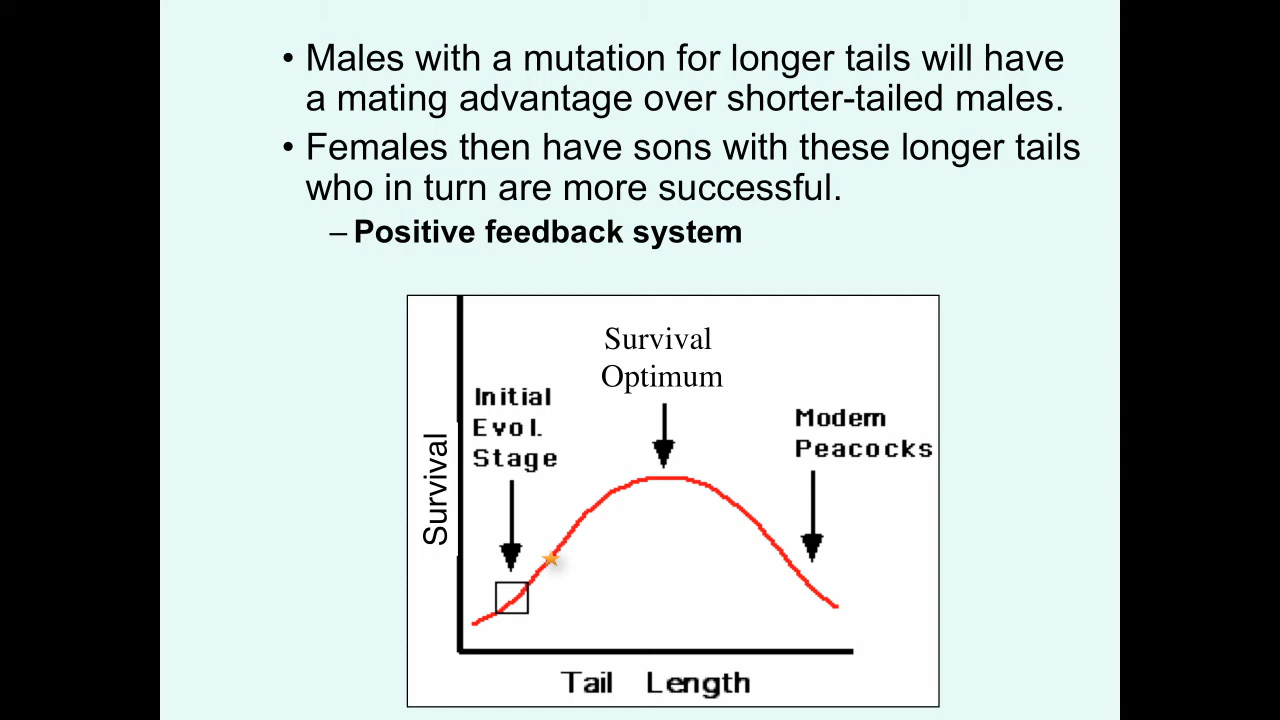 • Males with a mutation for longer tails will have
a mating advantage over shorter-tailed males.
• Females then have sons with these longer tails
who in turn are more successful.
– Positive feedback system
Survival
Optimum
Initial
Evol.
Stage
Modern
Peacocks
Survival
Tail Length